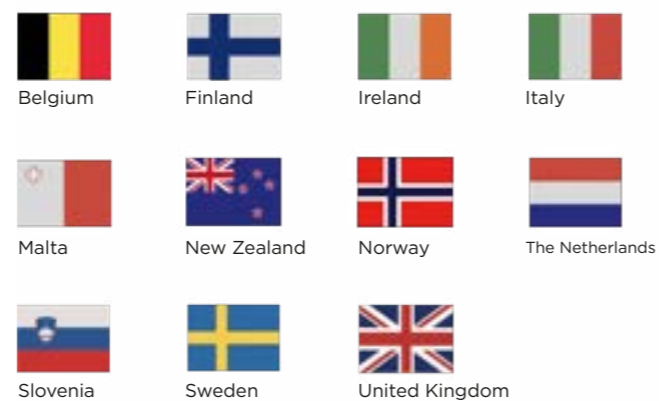 Belgium
Finland
Ireland
Italy
Malta
New Zealand
Norway
The Netherlands
Slovenia
Sweden
United Kingdom